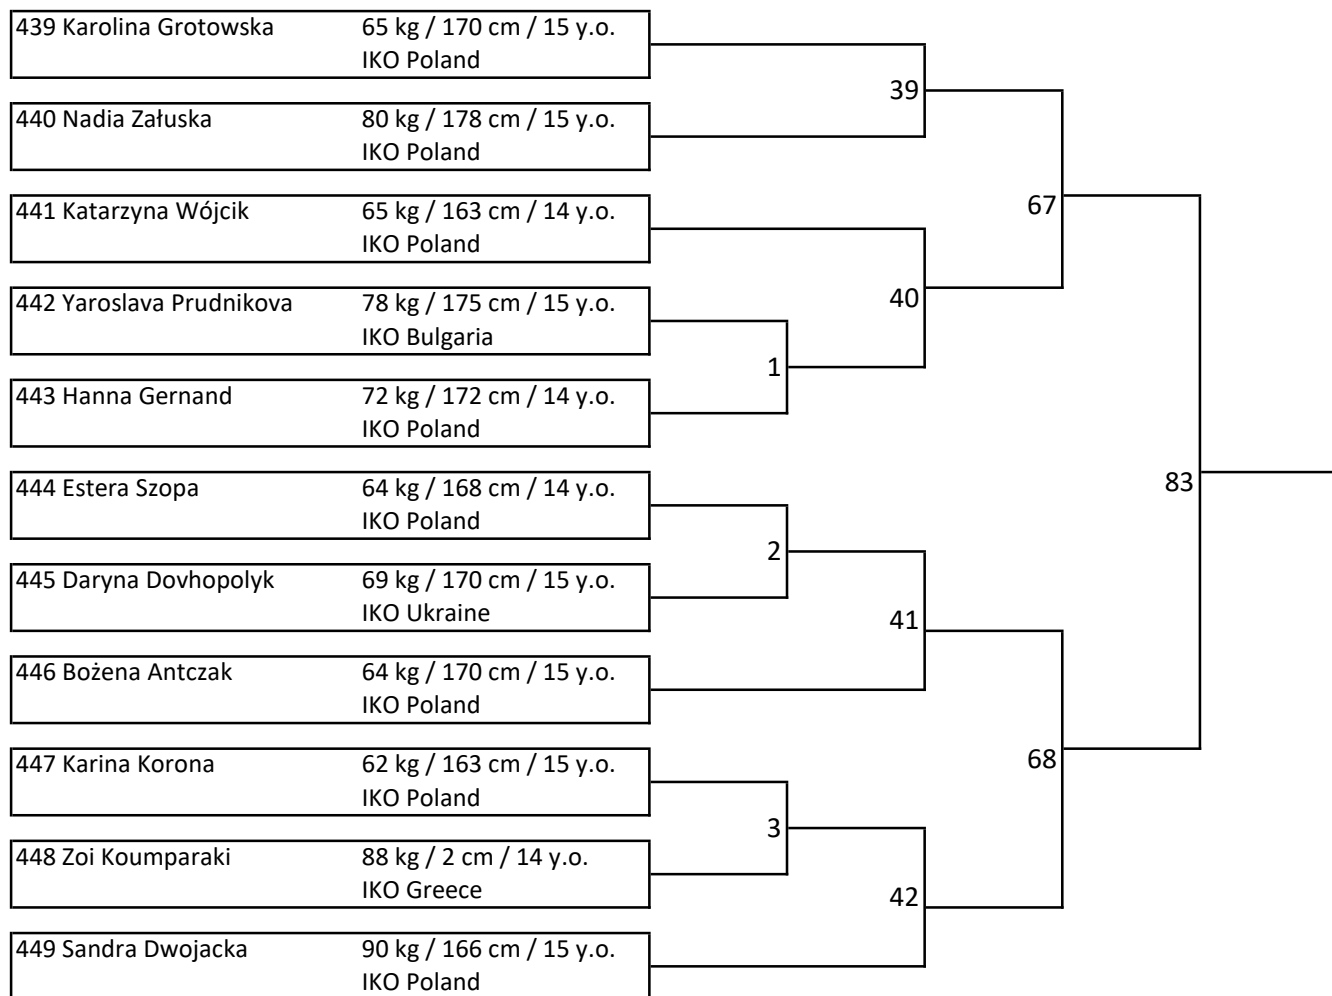 439 Karolina Grotowska 65 kg / 170 cm / 15 y.o.
IKO Poland
39
440 Nadia Załuska 80 kg / 178 cm / 15 y.o.
IKO Poland
67
441 Katarzyna Wójcik 65 kg / 163 cm / 14 y.o.
IKO Poland
40
442 Yaroslava Prudnikova 78 kg / 175 cm / 15 y.o.
IKO Bulgaria
1
443 Hanna Gernand 72 kg / 172 cm / 14 y.o.
IKO Poland
83
444 Estera Szopa 64 kg / 168 cm / 14 y.o.
IKO Poland
2
445 Daryna Dovhopolyk 69 kg / 170 cm / 15 y.o.
IKO Ukraine
41
446 Bożena Antczak 64 kg / 170 cm / 15 y.o.
IKO Poland
68
447 Karina Korona 62 kg / 163 cm / 15 y.o.
IKO Poland
3
448 Zoi Koumparaki 88 kg / 2 cm / 14 y.o.
IKO Greece
42
449 Sandra Dwojacka 90 kg / 166 cm / 15 y.o.
IKO Poland